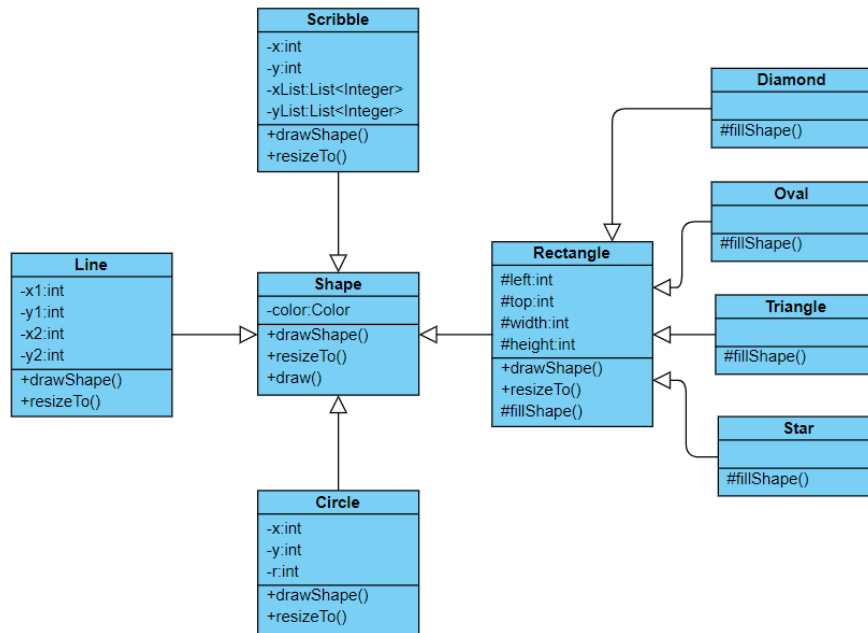 Scribble
-x:int
-y:int
-xList:List<Integer>
-yList:List<Integer>
+drawShape()
+resizeTo()
Diamond
#fillShape()
Oval
#fillShape()
Line
-x1:int
-y1:int
-x2:int
-y2:int
+drawShape()
+resizeTo()
Shape
-color:Color
+drawShape()
+resizeTo()
+draw()
Rectangle
#left:int
#top:int
#width:int
#height:int
+drawShape()
+resizeTo()
#fillShape()
Triangle
#fillShape()
Star
#fillShape()
Circle
-x:int
-y:int
-r:int
+drawShape()
+resizeTo()